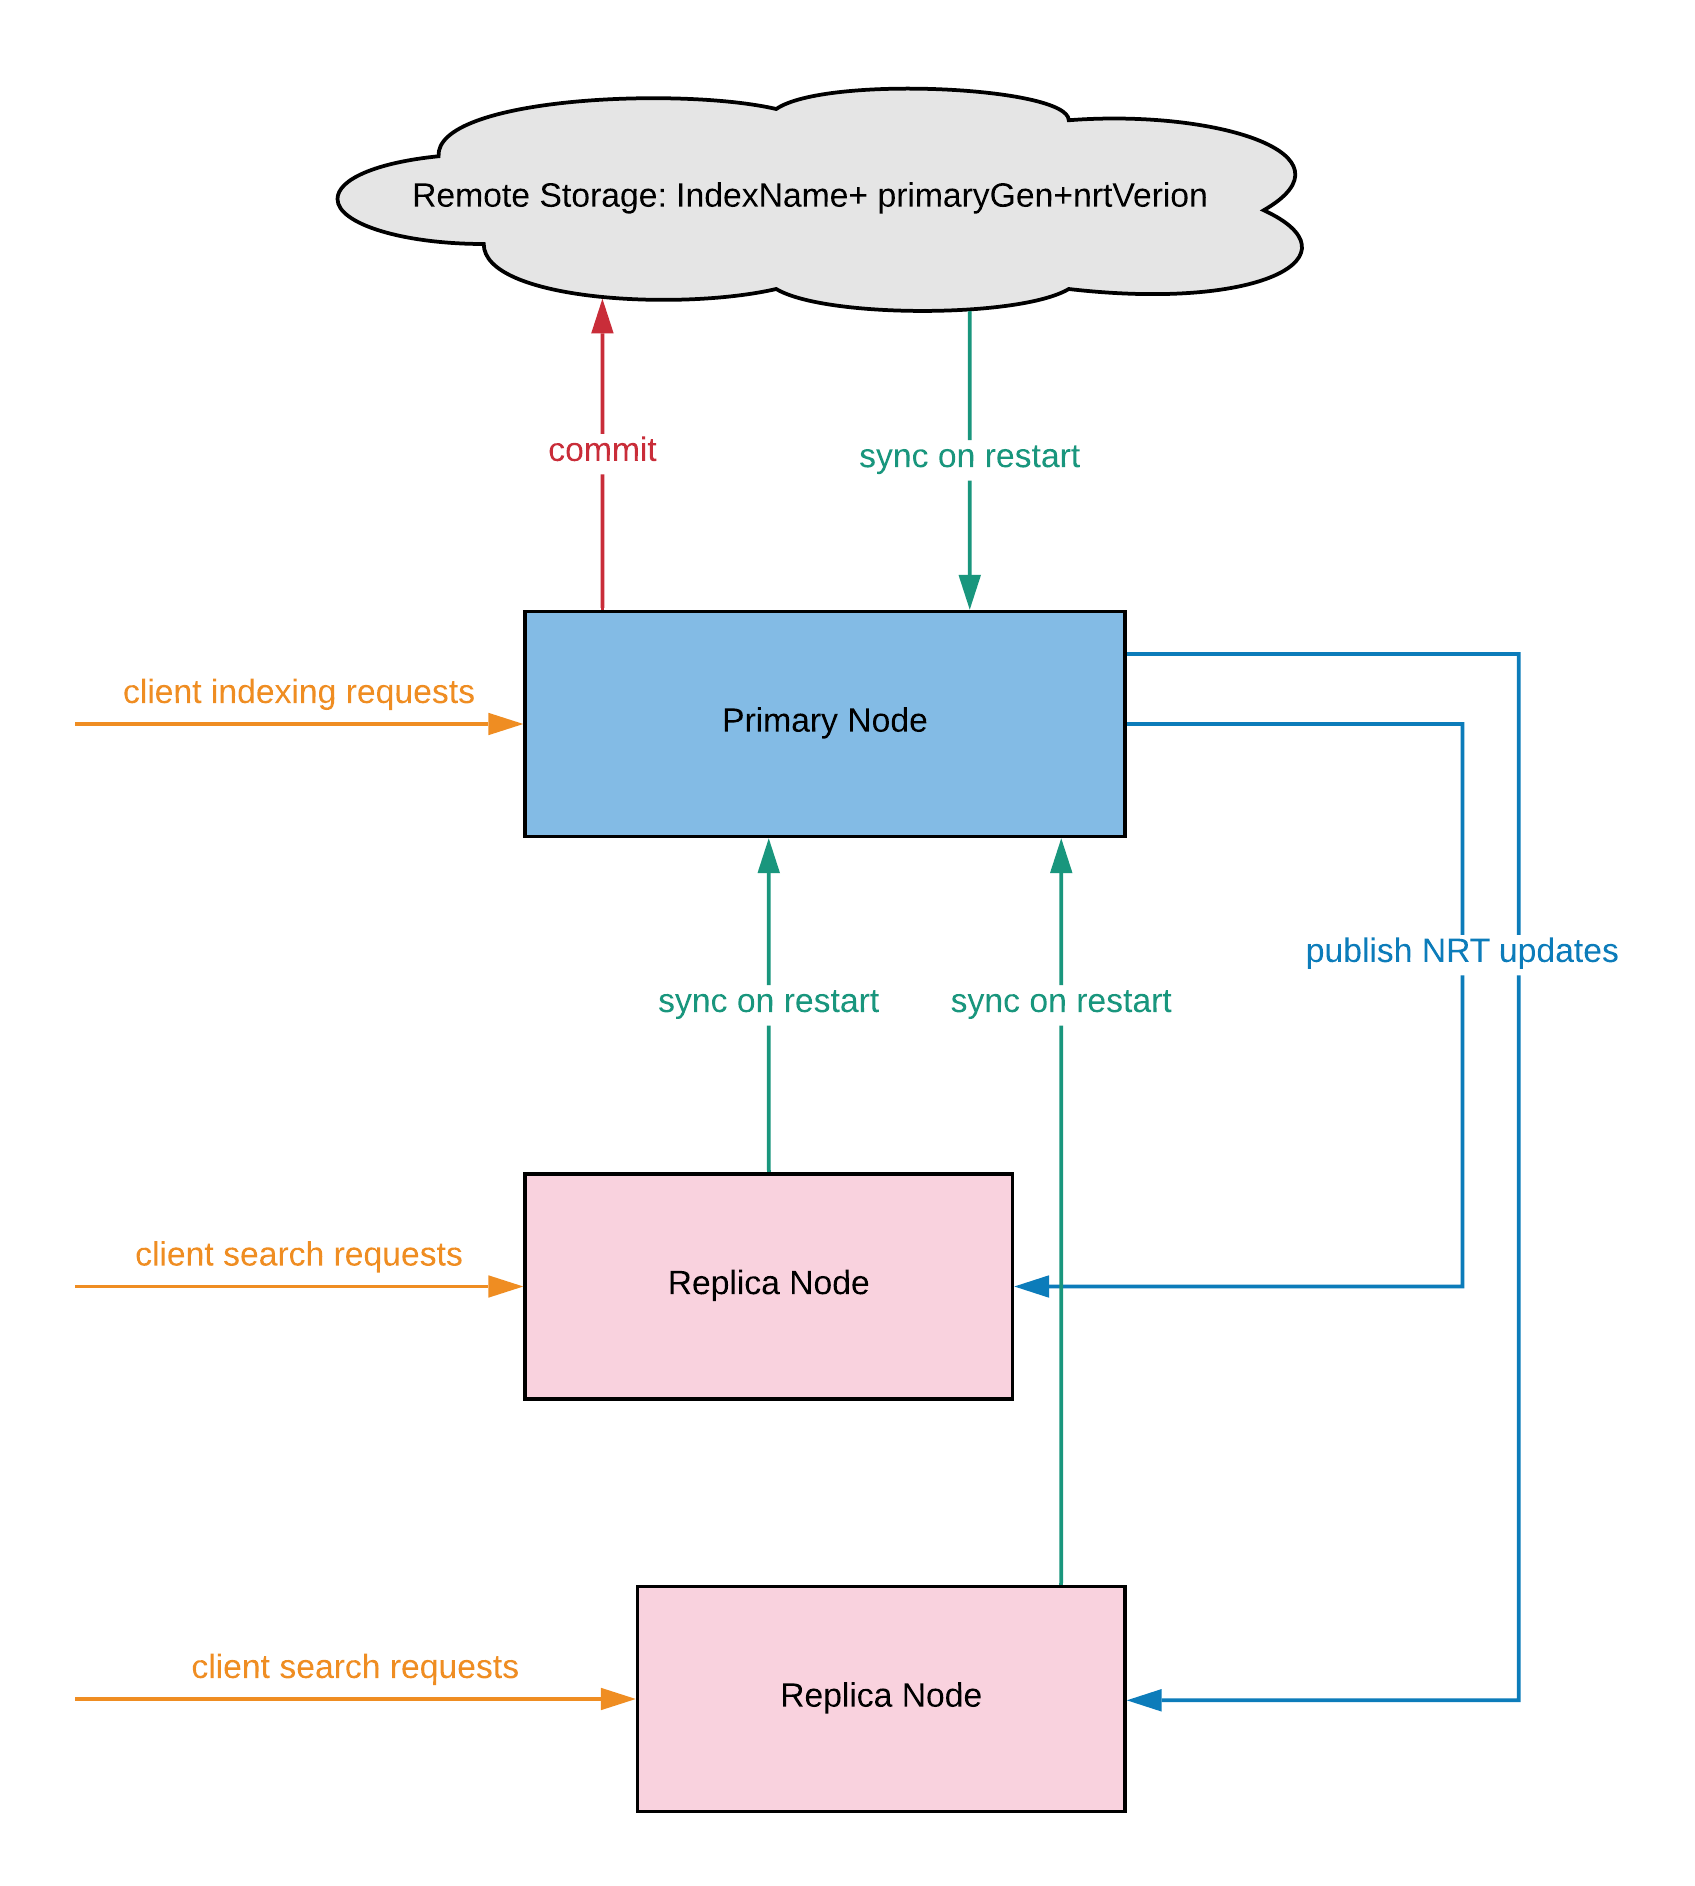 Remote Storage: IndexName+ primaryGen+nrtVerion
commit
sync on restart
client indexing requests
Primary Node
publish NRT updates
sync on restart
sync on restart
client search requests
Replica Node
client search requests
Replica Node